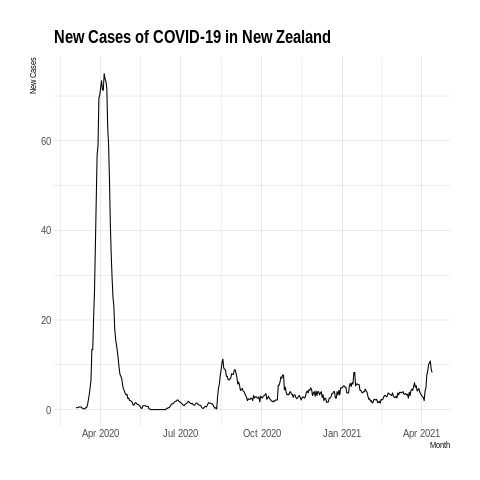 New Cases of COVID-19 in New Zealand
New Cases
60
40
20
0
Apr 2020 Jul 2020 Oct 2020 Jan 2021 Apr 2021
Month